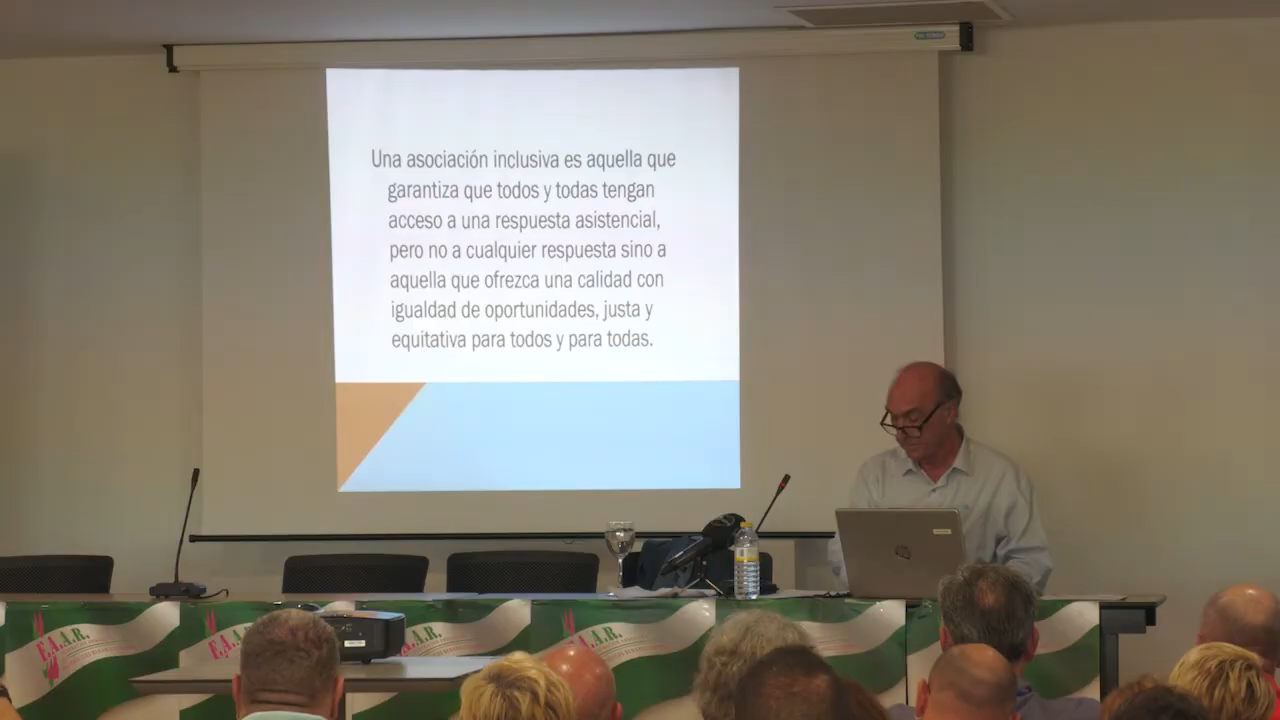 Una asociación inclusiva es aquella que
garantiza que todos y todas tengan
acceso a una respuesta asistencial,
pero no a cualquier respuesta sino a
aquella que ofrezca una calidad con
igualdad de oportunidades, justa y
equitativa para todos y para todas.
F.A.A.R.